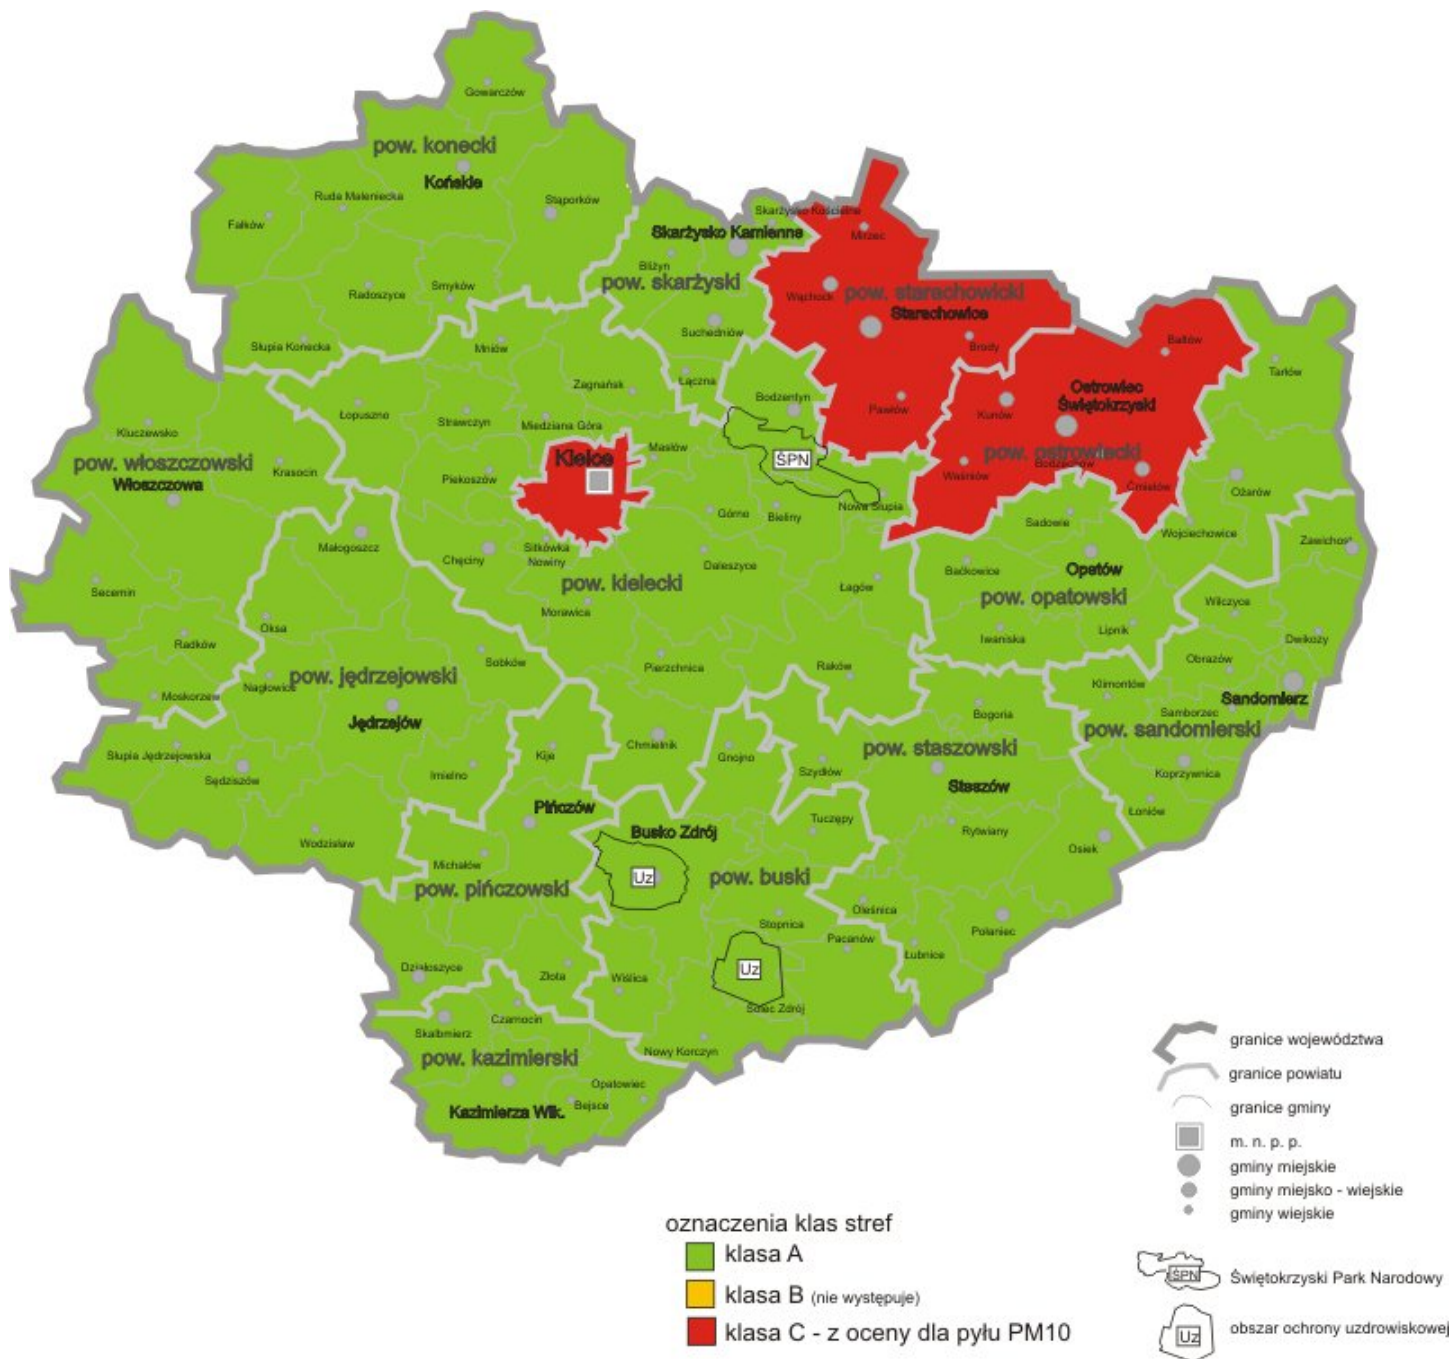 Gowarczów
pow. konecki
Końskie
Ruda Maleniecka
Stąporków
Fałków
Skarżysko Kościelne
Skarżysko Kamienne
Mirzec
Bliżyn
pow. skarżyski
Radoszyce
Smyków
Wąchock
pow. starachowicki
Starachowice
Suchedniów
Słupia Konecka
Mniów
Brody
Bałtów
Tarłów
Zagnańsk
Łączna
Bodzentyn
Ostrowiec
Świętokrzyski
Łopuszno
Strawczyn
Miedziana Góra
Pawłów
Kunów
Kluczewsko
Masłów
pow. włoszczowski
Krasocin
Kielce
ŚPN
pow. ostrowiecki
Włoszczowa
Piekoszów
Waśniów
Bodzechów
Ćmielów
Ożarów
Górno
Bieliny
Nowa Słupia
Sadowie
Wojciechowice
Małogoszcz
Chęciny
Sitkówka
Nowiny
Zawichost
Daleszyce
Baćkowice
Opatów
pow. kielecki
Łagów
pow. opatowski
Secemin
Morawica
Wilczyce
Oksa
Radków
Iwaniska
Lipnik
Dwikozy
Sobków
Pierzchnica
Raków
Obrazów
pow. jędrzejowski
Nagłowice
Moskorzew
Klimontów
Sandomierz
Jędrzejów
Bogoria
Samborzec
pow. sandomierski
Chmielnik
pow. staszowski
Słupia Jędrzejowska
Kije
Gnojno
Szydłów
Sędziszów
Imielno
Staszów
Koprzywnica
Pińczów
Łoniów
Busko Zdrój
Tuczępy
Rytwiany
Wodzisław
Osiek
Michałów
Uz
pow. buski
pow. pińczowski
Oleśnica
Stopnica
Połaniec
Pacanów
Łubnice
Działoszyce
Złota
Wiślica
Uz
Solec Zdrój
Czarnocin
Skalbmierz
Nowy Korczyn
pow. kazimierski
Opatowiec
Bejsce
Kazimierza Wlk.
granice województwa
granice powiatu
granice gminy
m. n. p. p.
gminy miejskie
gminy miejsko - wiejskie
gminy wiejskie
ŚPN Świętokrzyski Park Narodowy
Uz obszar ochrony uzdrowiskowej
oznaczenia klas stref
klasa A
klasa B (nie występuje)
klasa C - z oceny dla pyłu PM10